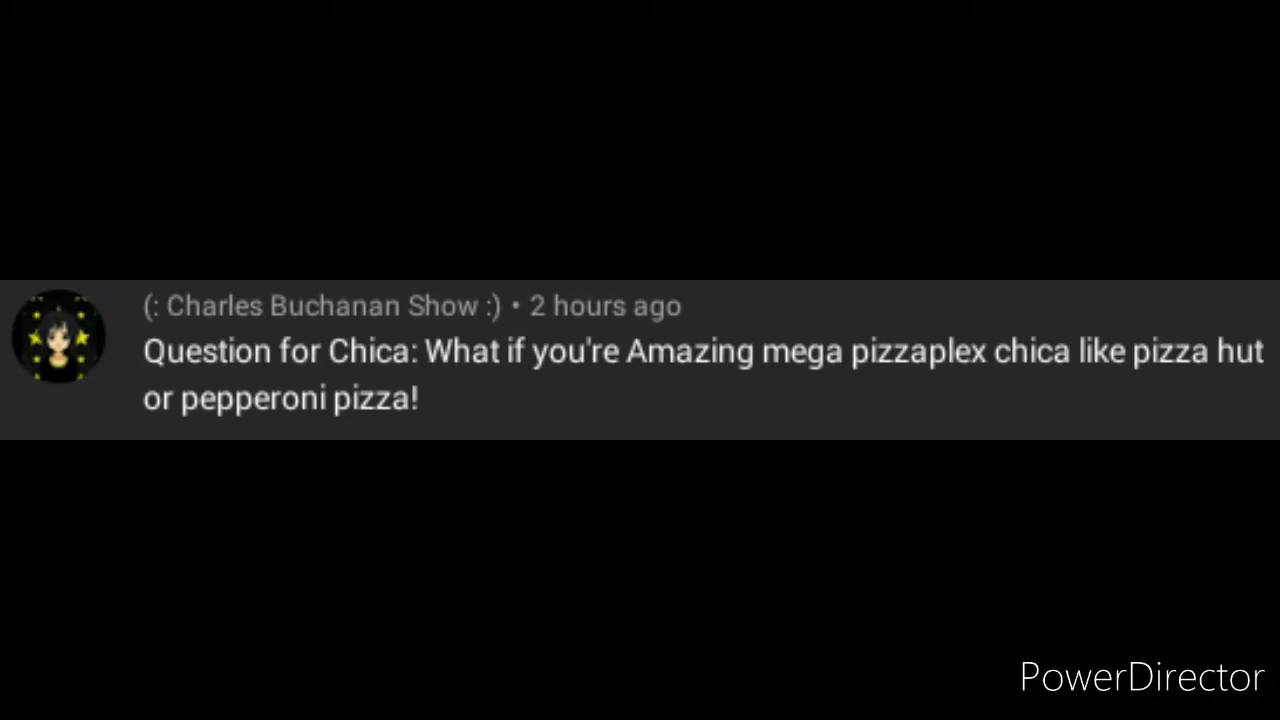 (: Charles Buchanan Show :) • 2 hours ago
Question for Chica: What if you're Amazing mega pizzaplex chica like pizza hut
or pepperoni pizza!
PowerDirector